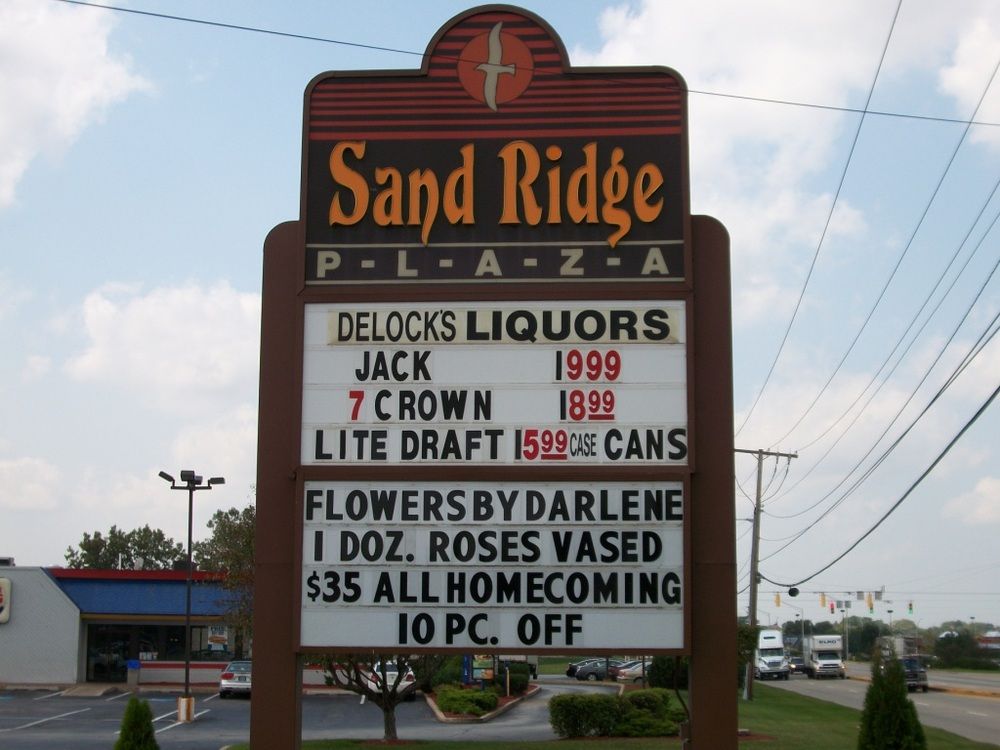 Sand Ridge
P-L-A-Z-A
DELOCK'S LIQUORS
JACK 1999
7 CROWN 1899
LITE DRAFT 1599 CASE CANS
FLOWERS BY DARLENE
1 DOZ. ROSES VASED
$35 ALL HOMECOMING
10 PC. OFF